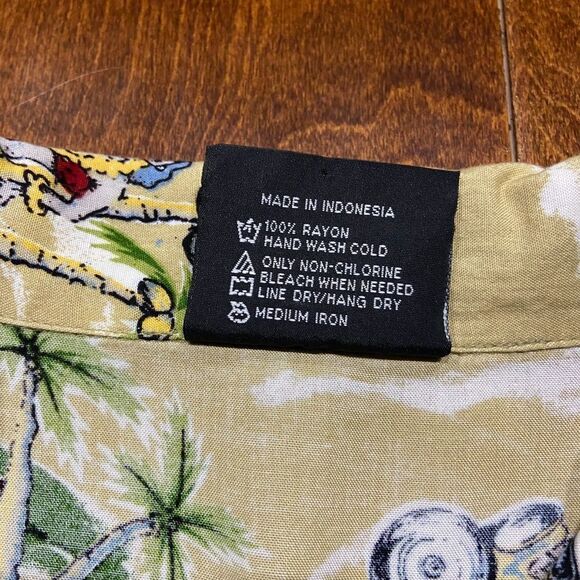 MADE IN INDONESIA
100% RAYON
HAND WASH COLD
ONLY NON-CHLORINE
BLEACH WHEN NEEDED
LINE DRY/HANG DRY
MEDIUM IRON